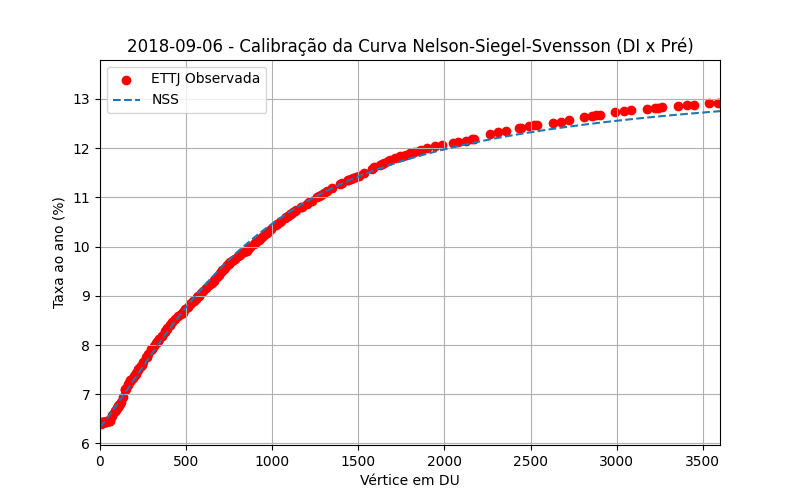 2018-09-06 - Calibração da Curva Nelson-Siegel-Svensson (DI x Pré)
ETTJ Observada
NSS
13
12
11
10
9
8
7
6
Taxa ao ano (%)
0 500 1000 1500 2000 2500 3000 3500
Vértice em DU